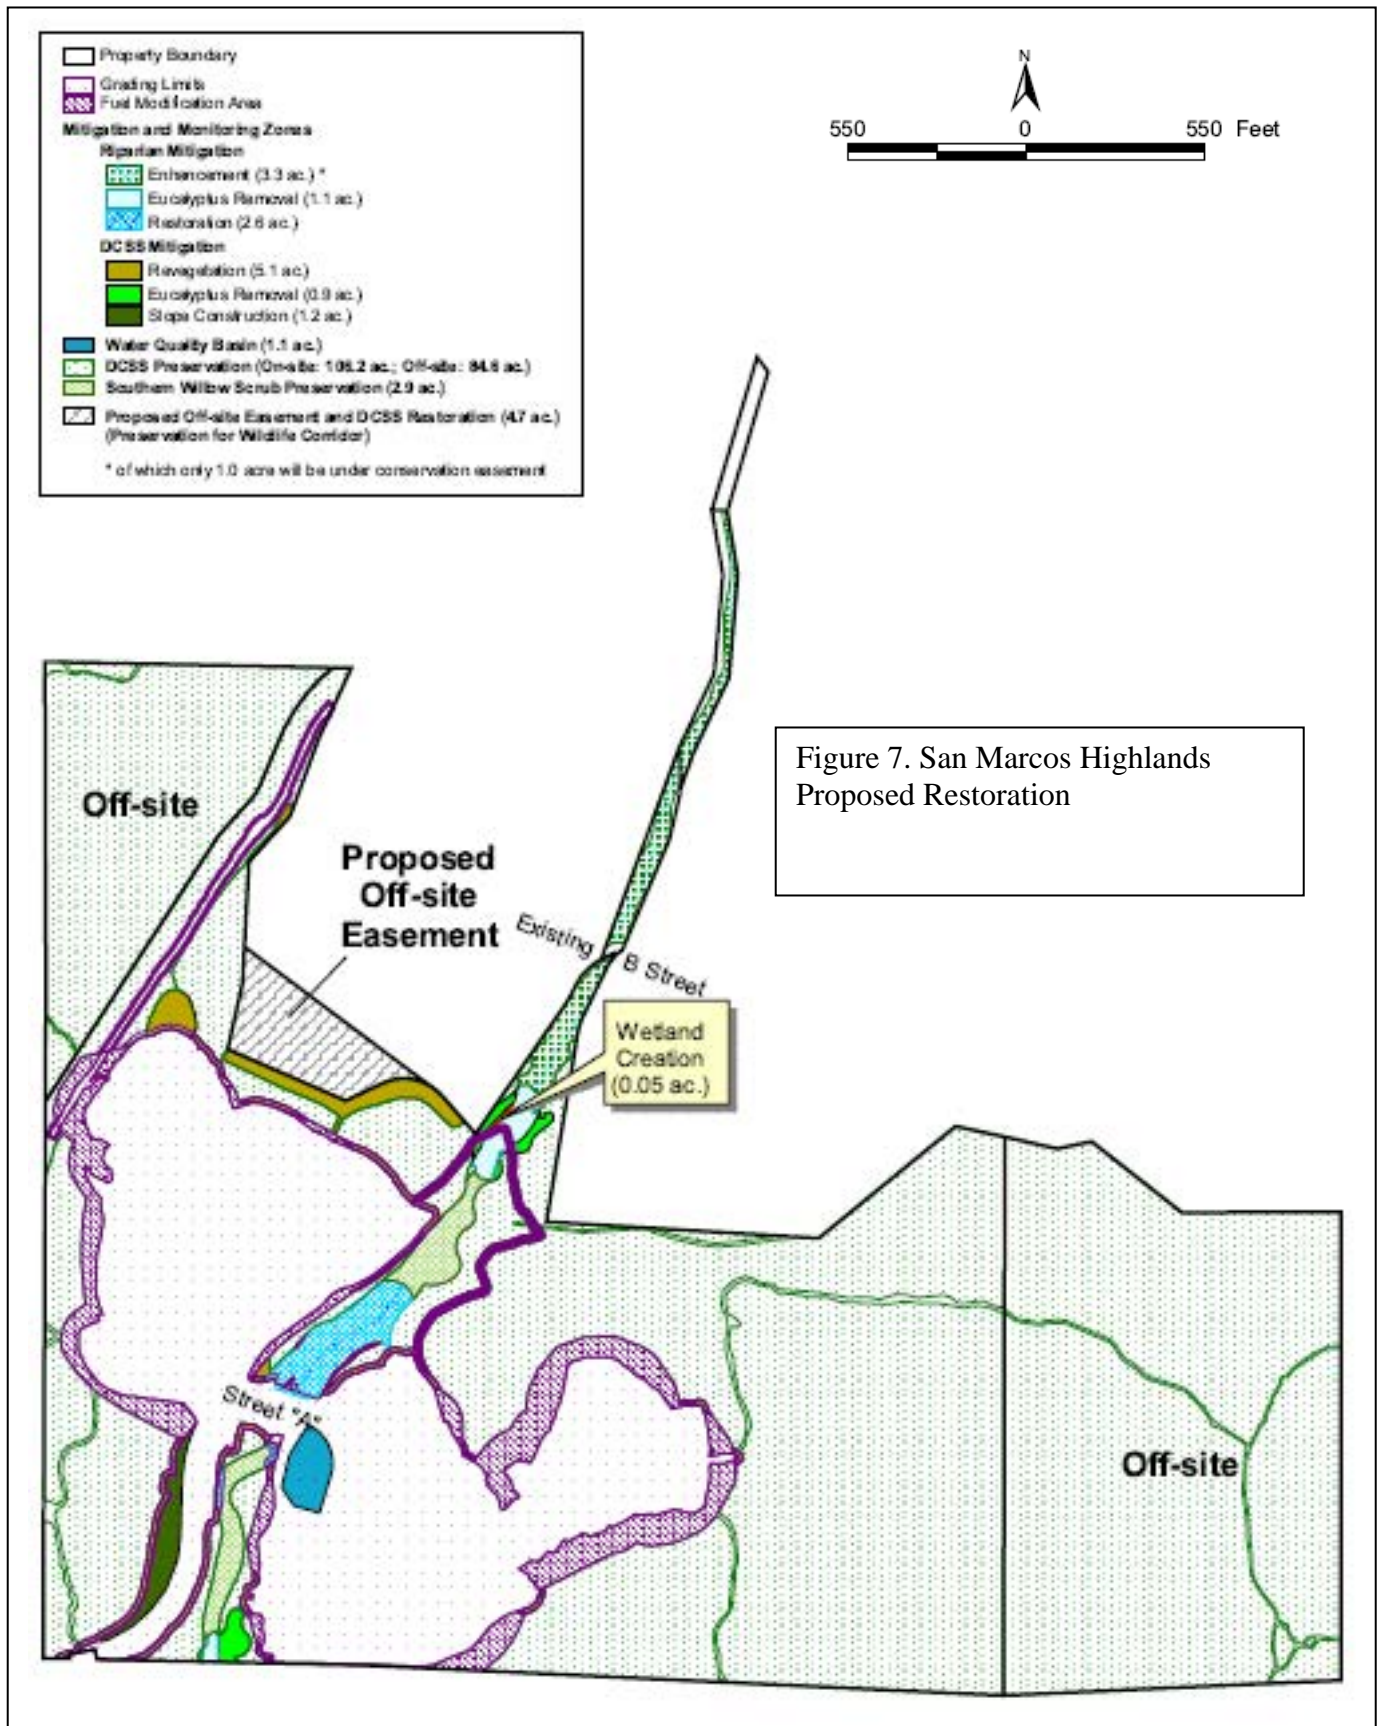 Property Boundary
Grading Limits
Fuel Modification Area
Mitigation and Monitoring Zones
Riparian Mitigation
Enhancement (3.3 ac.) *
Eucalyptus Removal (1.1 ac.)
Restoration (2.6 ac.)
DCSS Mitigation
Revegetation (5.1 ac.)
Eucalyptus Removal (0.9 ac.)
Slope Construction (1.2 ac.)
Water Quality Basin (1.1 ac.)
DCSS Preservation (On-site: 106.2 ac.; Off-site: 84.6 ac.)
Southern Willow Scrub Preservation (2.9 ac.)
Proposed Off-site Easement and DCSS Restoration (4.7 ac.)
(Preservation for Wildlife Corridor)
* of which only 1.0 acre will be under conservation easement
N
550 0 550 Feet
Figure 7. San Marcos Highlands
Proposed Restoration
Off-site
Proposed
Off-site
Easement
Existing B Street
Wetland
Creation
(0.05 ac.)
Street "A"
Off-site